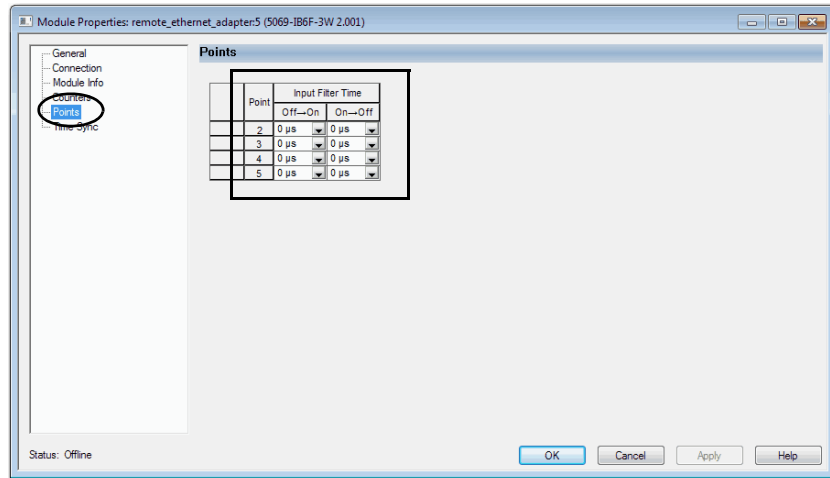 Module Properties: remote_ethernet_adapter:5 (5069-IB6F-3W 2.001)
General
Connection
Module Info
Counters
Points
Time Sync
Points
Point
Input Filter Time
Off→On
On→Off
2 0 µs 0 µs
3 0 µs 0 µs
4 0 µs 0 µs
5 0 µs 0 µs
Status: Offline
OK
Cancel
Apply
Help